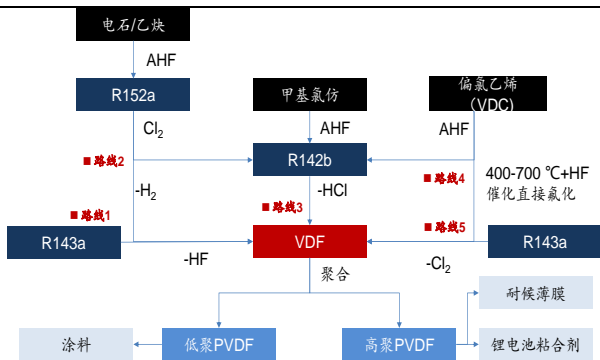 电石/乙炔
AHF
R152a
甲基氯仿
偏氯乙烯
（VDC）
Cl2
AHF
AHF
■ 路线2
R142b
■ 路线4
400-700 ℃+HF
催化直接氟化
-H2
-HCl
■ 路线3
■ 路线1
■ 路线5
R143a
VDF
R143a
-HF
-Cl2
聚合
耐候薄膜
涂料
低聚PVDF
高聚PVDF
锂电池粘合剂